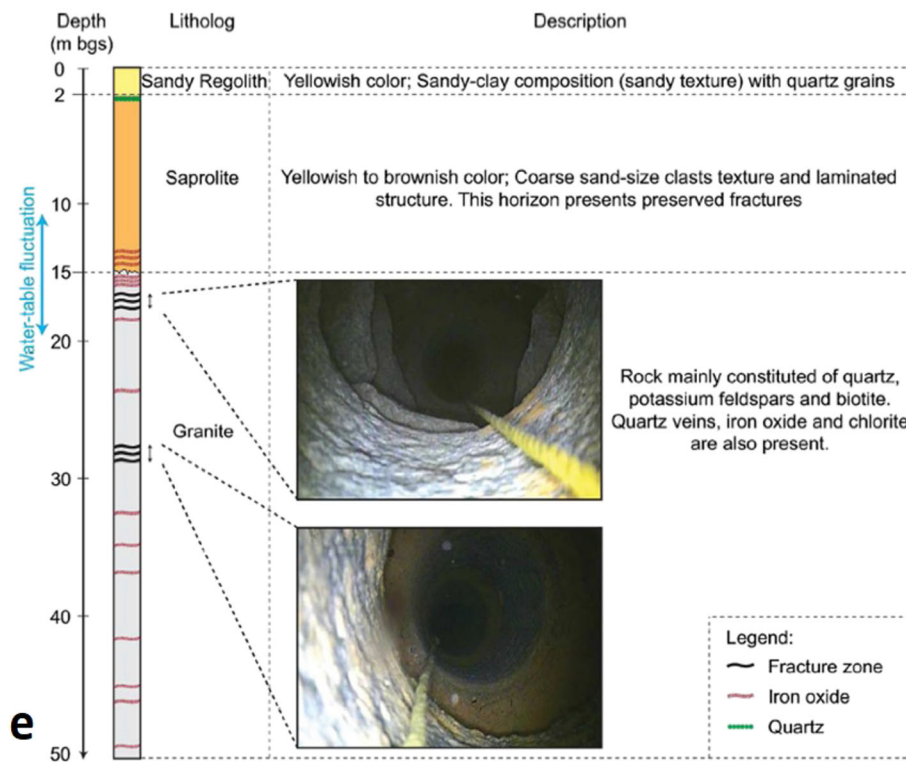 Depth
(m bgs)
Litholog
Description
0
Sandy Regolith
Yellowish color; Sandy-clay composition (sandy texture) with quartz grains
2
Saprolite
Yellowish to brownish color; Coarse sand-size clasts texture and laminated
structure. This horizon presents preserved fractures
10
Water-table fluctuation
15
20
Granite
Rock mainly constituted of quartz,
potassium feldspars and biotite.
Quartz veins, iron oxide and chlorite
are also present.
30
40
50
Legend:
Fracture zone
Iron oxide
Quartz
e